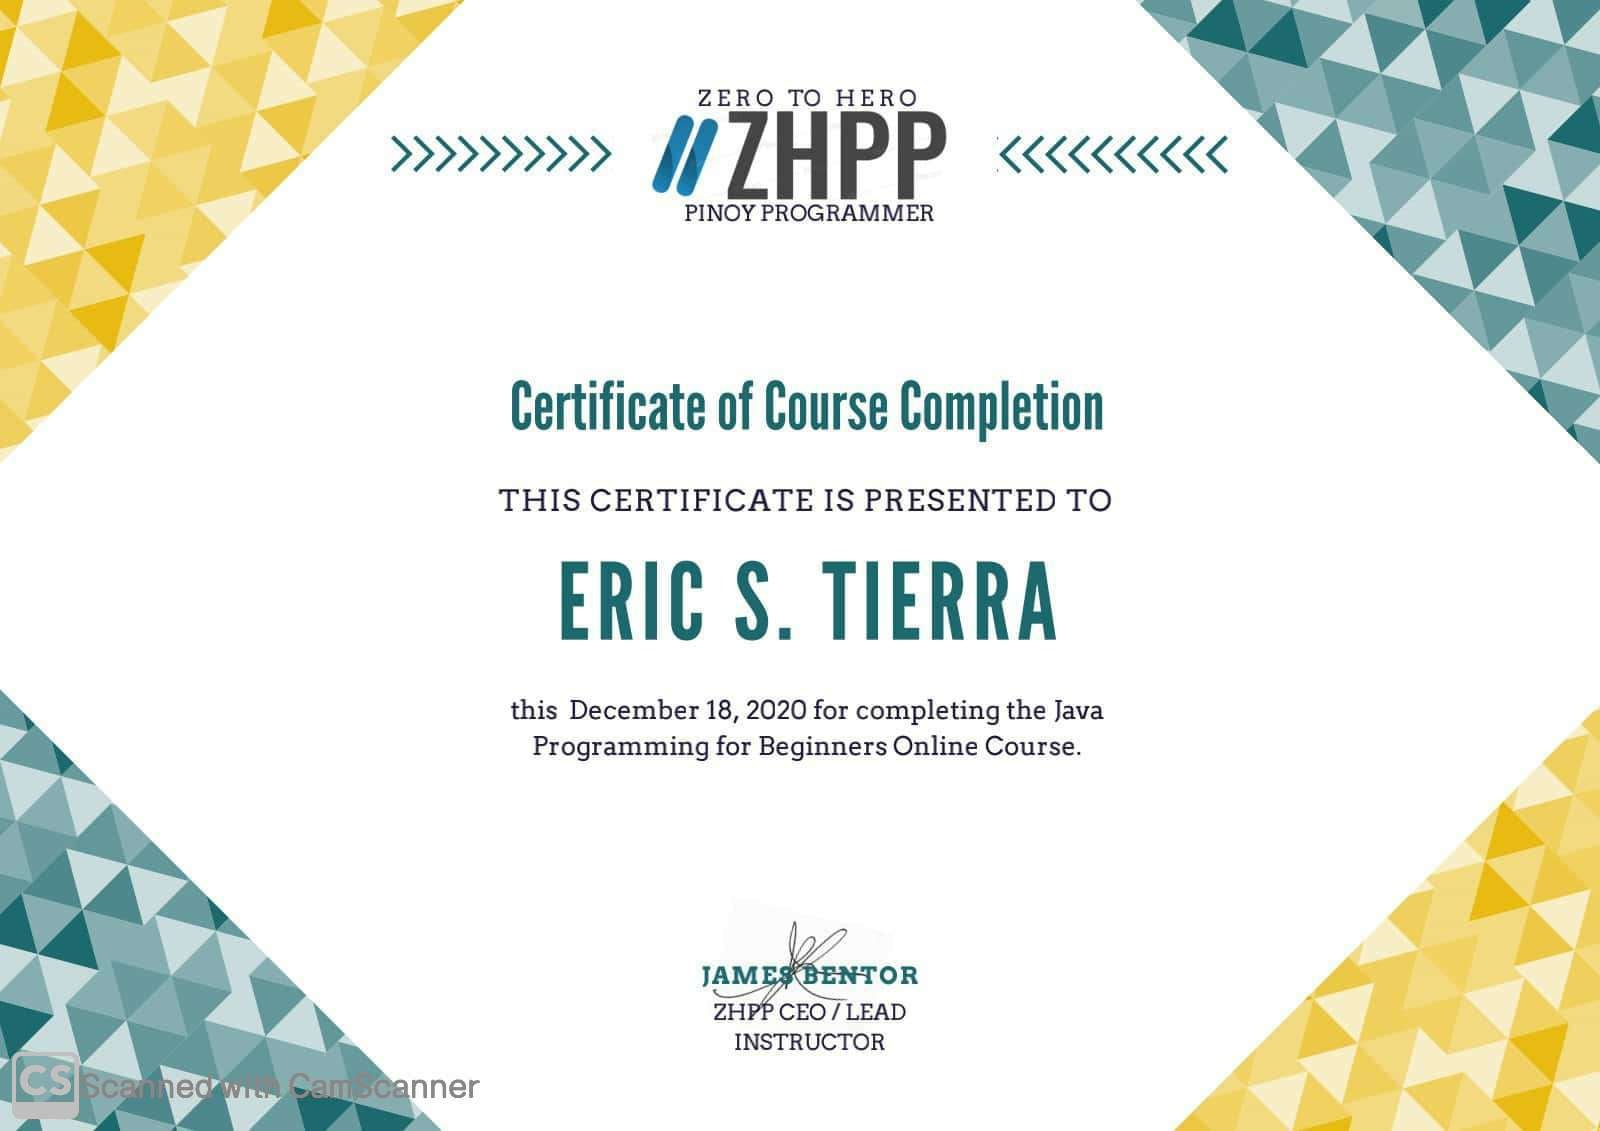 ZERO TO HERO
ZHPP
PINOY PROGRAMMER
Certificate of Course Completion
THIS CERTIFICATE IS PRESENTED TO
ERIC S. TIERRA
this December 18, 2020 for completing the Java
Programming for Beginners Online Course.
JAMES BENTOR
ZHPP CEO / LEAD
INSTRUCTOR
CS Scanned with CamScanner